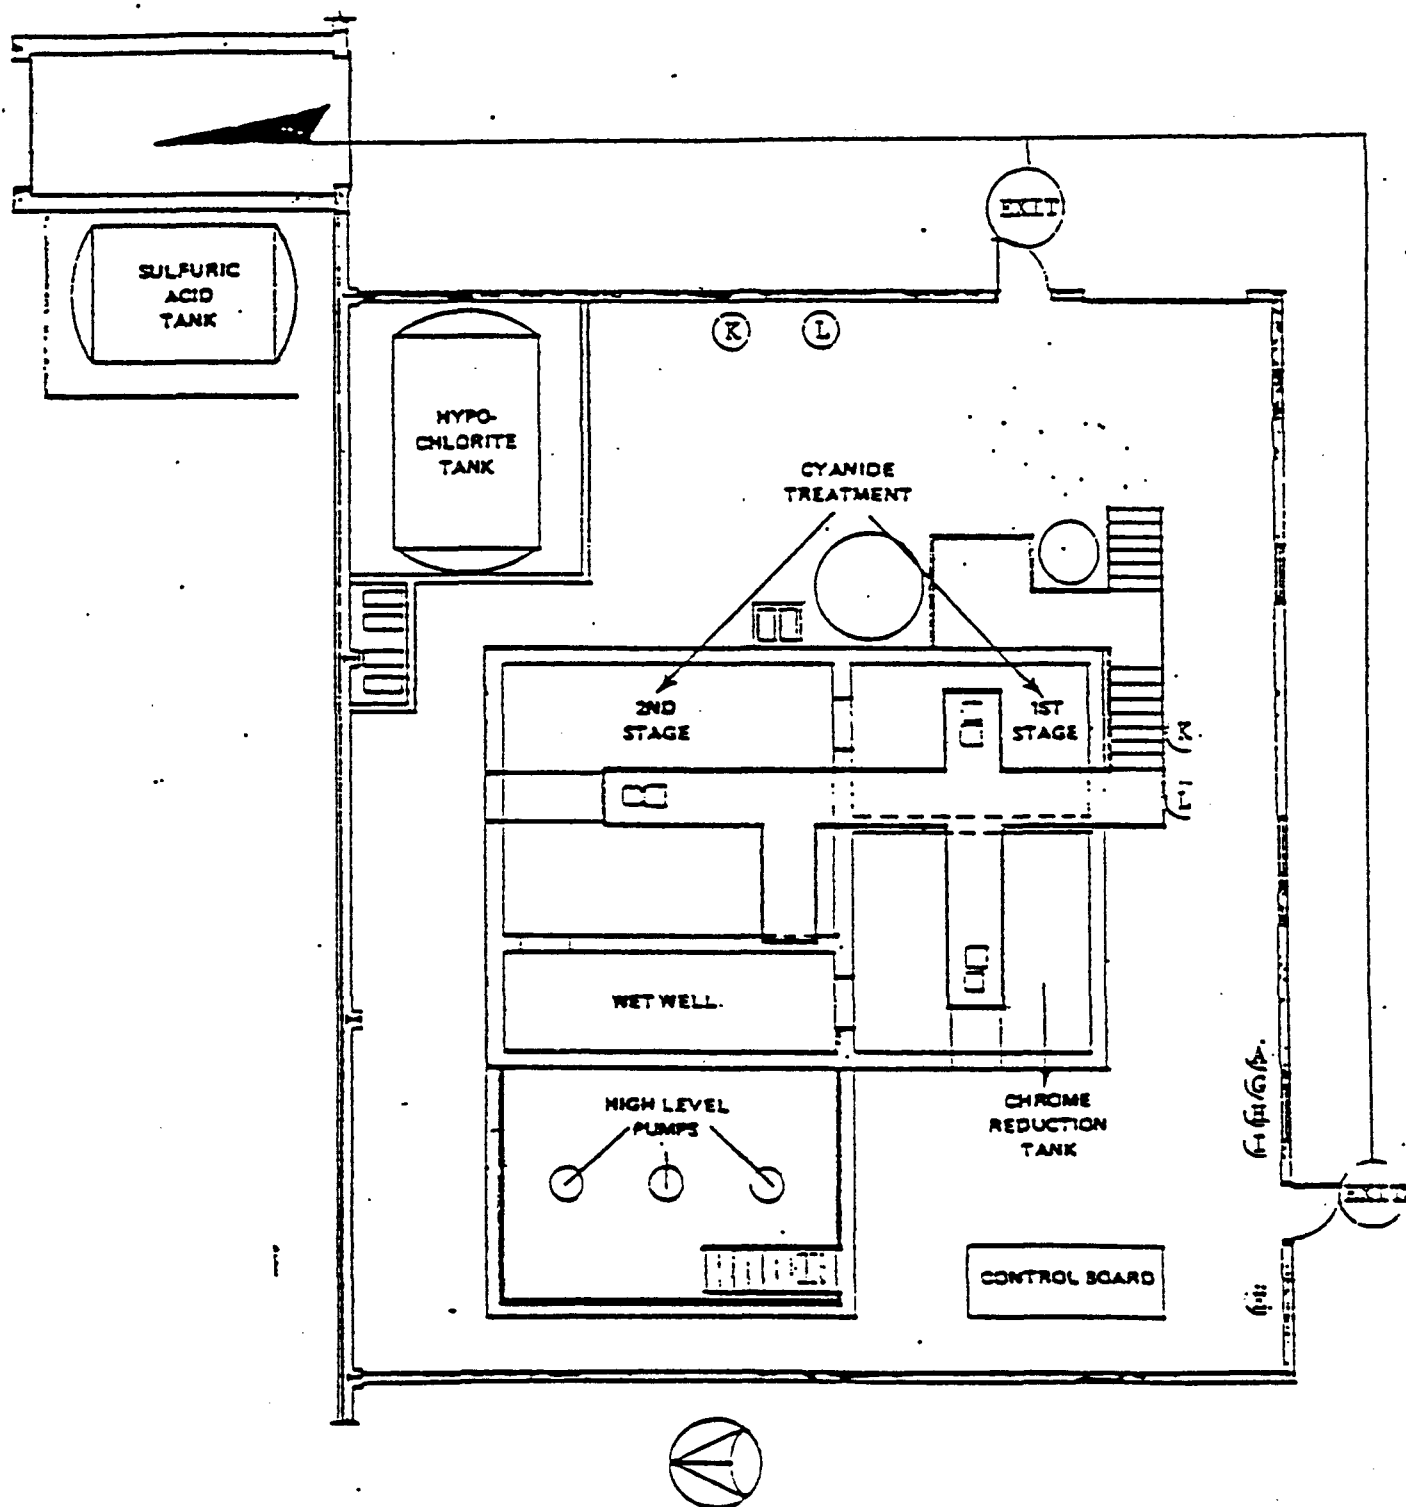 EXIT
SULFURIC
ACID
TANK
K
L
HYPO-
CHLORITE
TANK
CYANIDE
TREATMENT
2ND
STAGE
1ST
STAGE
K
WET WELL
HIGH LEVEL
PUMPS
CHROME
REDUCTION
TANK
EXIT
CONTROL BOARD